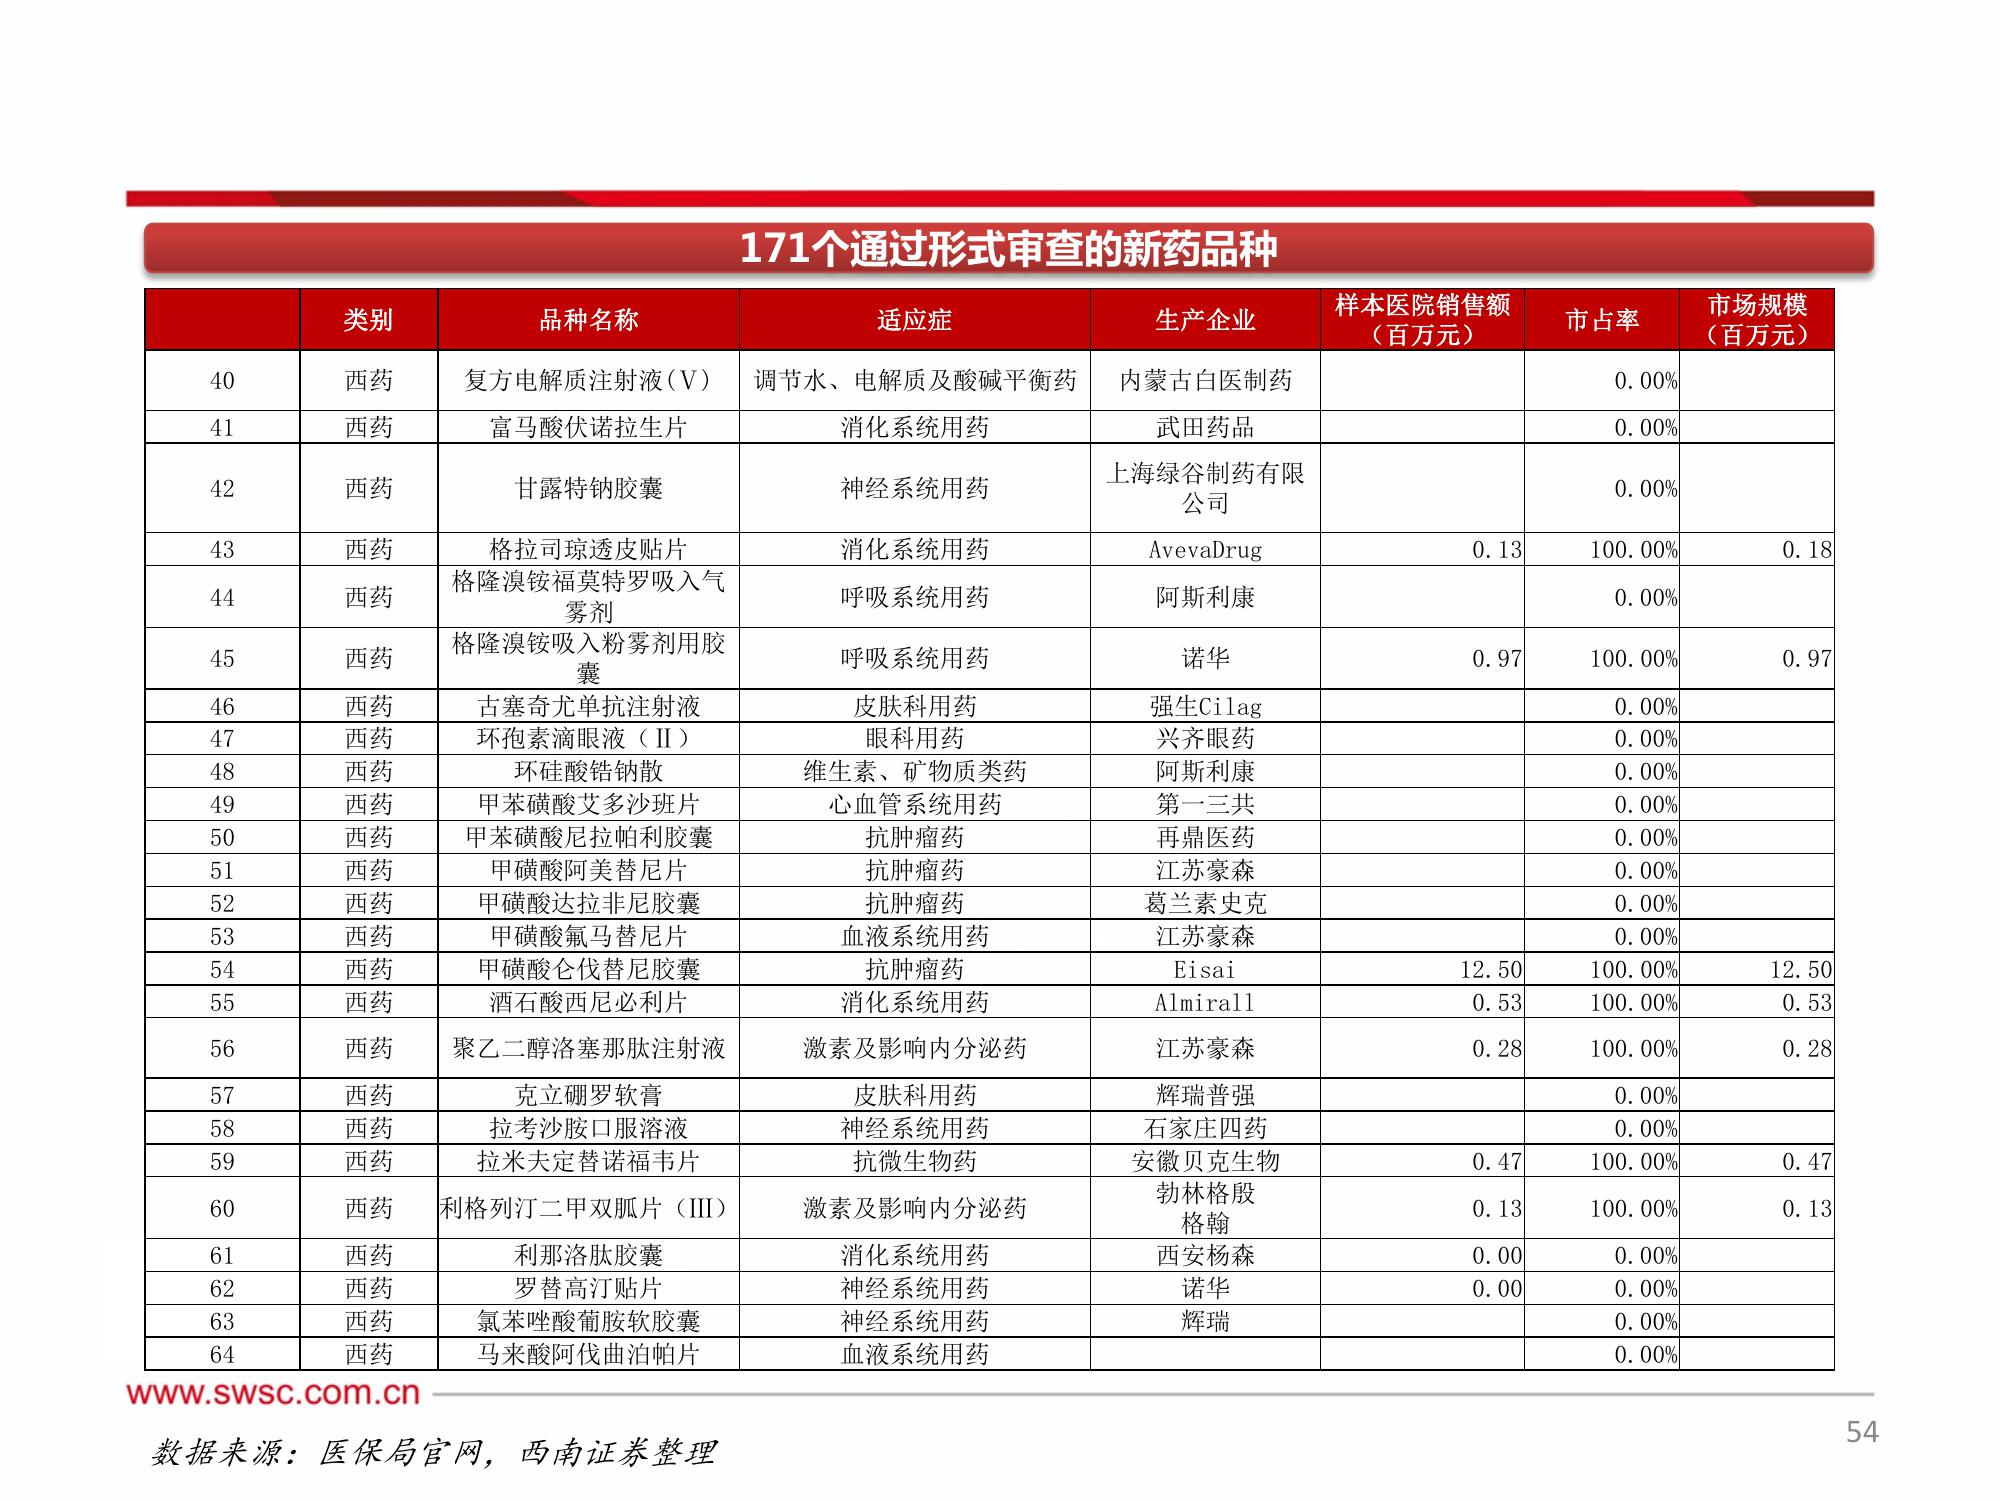 171个通过形式审查的新药品种
类别 品种名称 适应症 生产企业 样本医院销售额（百万元） 市占率 市场规模（百万元）
40 西药 复方电解质注射液(Ⅴ) 调节水、电解质及酸碱平衡药 内蒙古白医制药 0.00%
41 西药 富马酸伏诺拉生片 消化系统用药 武田药品 0.00%
42 西药 甘露特钠胶囊 神经系统用药 上海绿谷制药有限公司 0.00%
43 西药 格拉司琼透皮贴片 消化系统用药 AvevaDrug 0.13 100.00% 0.18
44 西药 格隆溴铵福莫特罗吸入气雾剂 呼吸系统用药 阿斯利康 0.00%
45 西药 格隆溴铵吸入粉雾剂用胶囊 呼吸系统用药 诺华 0.97 100.00% 0.97
46 西药 古塞奇尤单抗注射液 皮肤科用药 强生Cilag 0.00%
47 西药 环孢素滴眼液（Ⅱ） 眼科用药 兴齐眼药 0.00%
48 西药 环硅酸锆钠散 维生素、矿物质类药 阿斯利康 0.00%
49 西药 甲苯磺酸艾多沙班片 心血管系统用药 第一三共 0.00%
50 西药 甲苯磺酸尼拉帕利胶囊 抗肿瘤药 再鼎医药 0.00%
51 西药 甲磺酸阿美替尼片 抗肿瘤药 江苏豪森 0.00%
52 西药 甲磺酸达拉非尼胶囊 抗肿瘤药 葛兰素史克 0.00%
53 西药 甲磺酸氟马替尼片 血液系统用药 江苏豪森 0.00%
54 西药 甲磺酸仑伐替尼胶囊 抗肿瘤药 Eisai 12.50 100.00% 12.50
55 西药 酒石酸西尼必利片 消化系统用药 Almirall 0.53 100.00% 0.53
56 西药 聚乙二醇洛塞那肽注射液 激素及影响内分泌药 江苏豪森 0.28 100.00% 0.28
57 西药 克立硼罗软膏 皮肤科用药 辉瑞普强 0.00%
58 西药 拉考沙胺口服溶液 神经系统用药 石家庄四药 0.00%
59 西药 拉米夫定替诺福韦片 抗微生物药 安徽贝克生物 0.47 100.00% 0.47
60 西药 利格列汀二甲双胍片（Ⅲ） 激素及影响内分泌药 勃林格殷格翰 0.13 100.00% 0.13
61 西药 利那洛肽胶囊 消化系统用药 西安杨森 0.00 0.00%
62 西药 罗替高汀贴片 神经系统用药 诺华 0.00 0.00%
63 西药 氯苯唑酸葡胺软胶囊 神经系统用药 辉瑞 0.00%
64 西药 马来酸阿伐曲泊帕片 血液系统用药 0.00%
www.swsc.com.cn
54
数据来源：医保局官网，西南证券整理